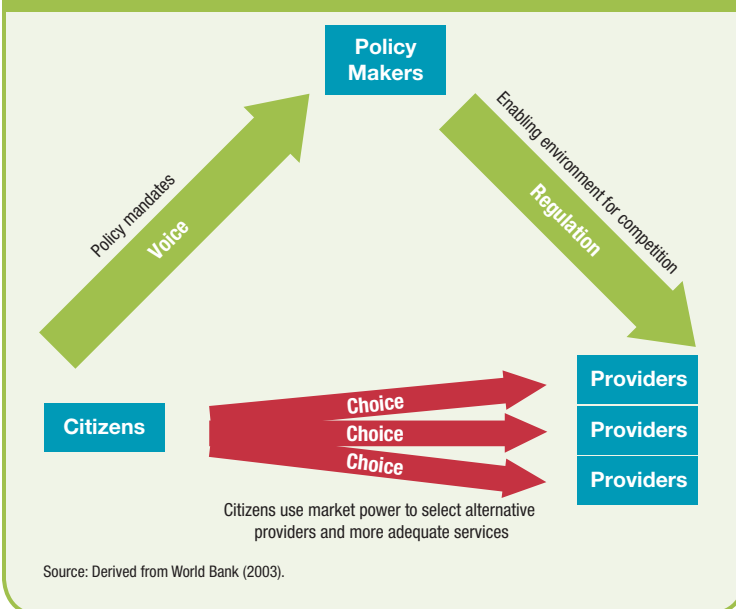 Policy
Makers
Policy mandates
Voice
Enabling environment for competition
Regulation
Citizens
Choice
Choice
Choice
Providers
Providers
Providers
Citizens use market power to select alternative
providers and more adequate services
Source: Derived from World Bank (2003).